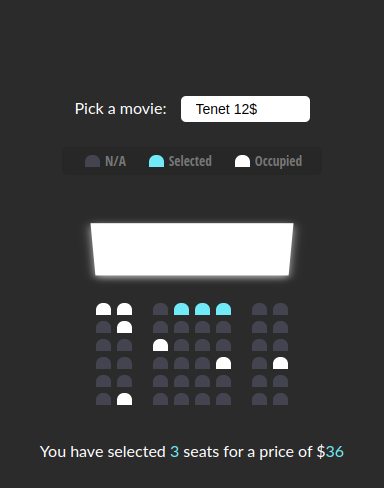 Pick a movie: Tenet 12$
N/A Selected Occupied
You have selected 3 seats for a price of $36